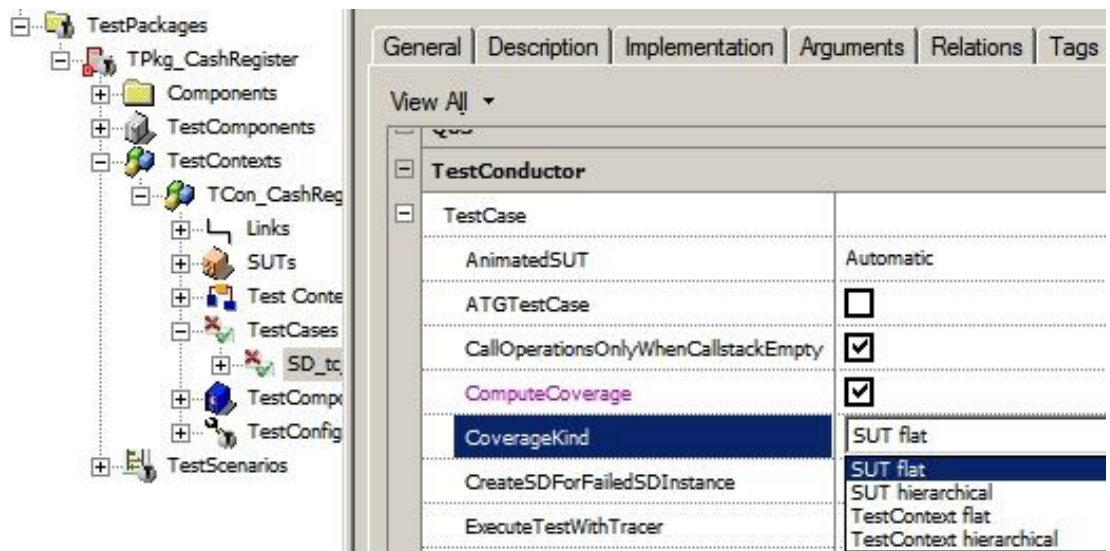 TestPackages
TPkg_CashRegister
Components
TestComponents
TestContexts
TCon_CashReg
Links
SUTs
Test Conte
TestCases
SD_tc
TestCompo
TestConfig
TestScenarios
General Description Implementation Arguments Relations Tags
View All
TestConductor
TestCase
AnimatedSUT Automatic
ATGTestCase
CallOperationsOnlyWhenCallstackEmpty
ComputeCoverage
CoverageKind SUT flat
SUT flat
CreateSDForFailedSDInstance SUT hierarchical
TestContext flat
ExecuteTestWithTracer TestContext hierarchical